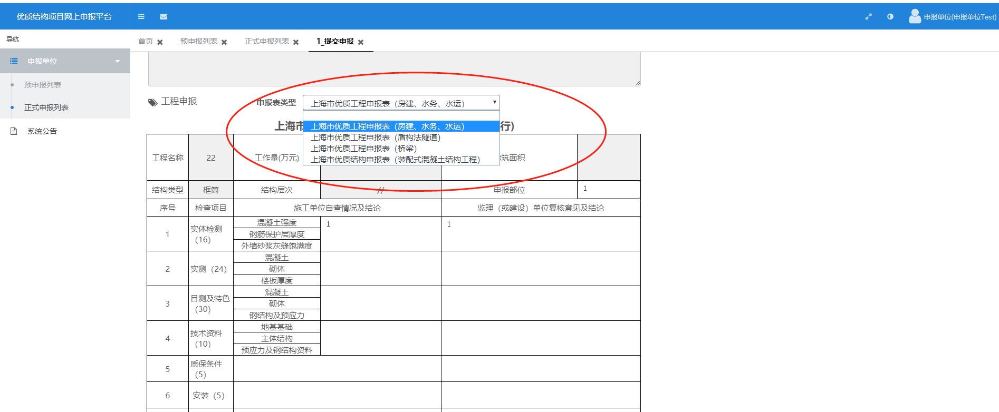 优质结构项目网上申报平台
申报单位(申报单位Test)
导航
首页
预申报列表
正式申报列表
1_提交申报
申报单位
预申报列表
正式申报列表
系统公告
工程申报
申报表类型
上海市优质工程申报表（房建、水务、水运）
上海市优质工程申报表（房建、水务、水运）
上海市优质工程申报表（盾构法隧道）
上海市优质工程申报表（桥梁）
上海市优质结构申报表（装配式混凝土结构工程）
上海市
行)
工程名称
22
工作量(万元)
筑面积
结构类型
框筒
结构层次
//
申报部位
1
序号
检查项目
施工单位自查情况及结论
监理（或建设）单位复核意见及结论
1
实体检测
（16）
混凝土强度
钢筋保护层厚度
外墙砂浆灰缝饱满度
1
1
2
实测（24）
混凝土
砌体
楼板厚度
3
目测及特色
（30）
混凝土
砌体
钢结构及预应力
4
技术资料
（10）
地基基础
主体结构
预应力及钢结构资料
5
质保条件
（5）
6
安装（5）